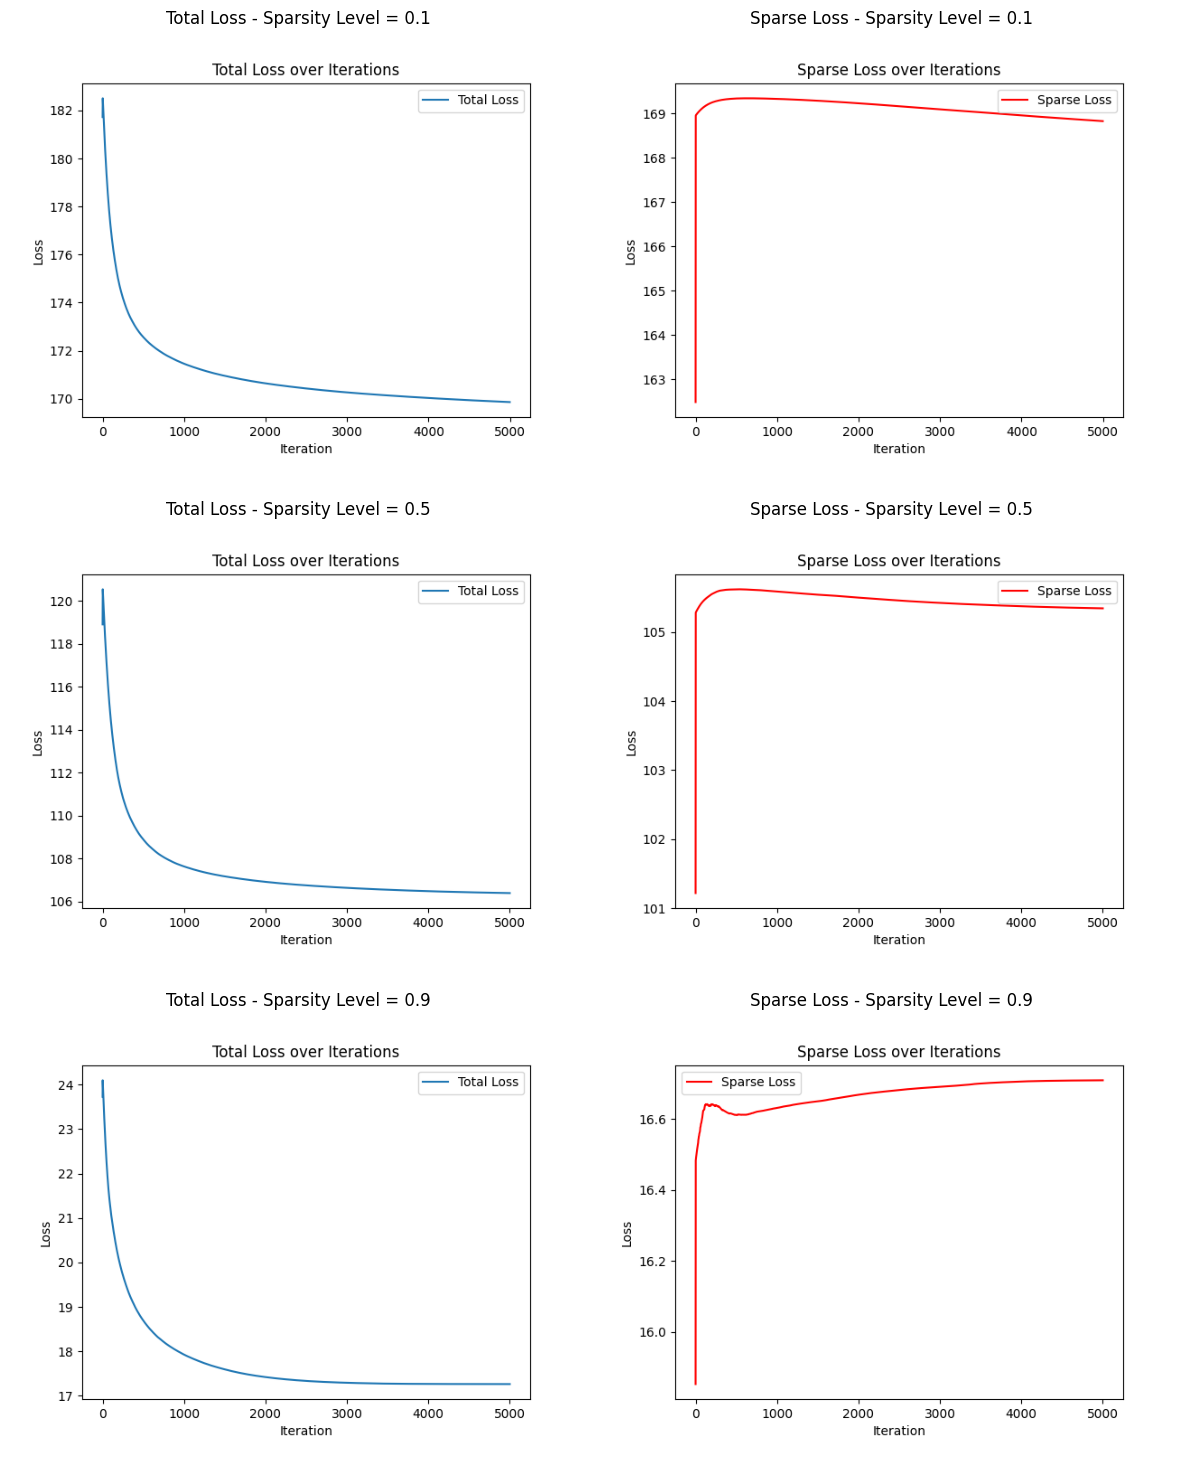 Total Loss - Sparsity Level = 0.1
Total Loss over Iterations
Total Loss
182
180
178
176
174
172
170
Loss
0 1000 2000 3000 4000 5000
Iteration
Sparse Loss - Sparsity Level = 0.1
Sparse Loss over Iterations
Sparse Loss
169
168
167
166
165
164
163
Loss
0 1000 2000 3000 4000 5000
Iteration
Total Loss - Sparsity Level = 0.5
Total Loss over Iterations
Total Loss
120
118
116
114
112
110
108
106
Loss
0 1000 2000 3000 4000 5000
Iteration
Sparse Loss - Sparsity Level = 0.5
Sparse Loss over Iterations
Sparse Loss
105
104
103
102
101
Loss
0 1000 2000 3000 4000 5000
Iteration
Total Loss - Sparsity Level = 0.9
Total Loss over Iterations
Total Loss
24
23
22
21
20
19
18
17
Loss
0 1000 2000 3000 4000 5000
Iteration
Sparse Loss - Sparsity Level = 0.9
Sparse Loss over Iterations
Sparse Loss
16.6
16.4
16.2
16.0
Loss
0 1000 2000 3000 4000 5000
Iteration